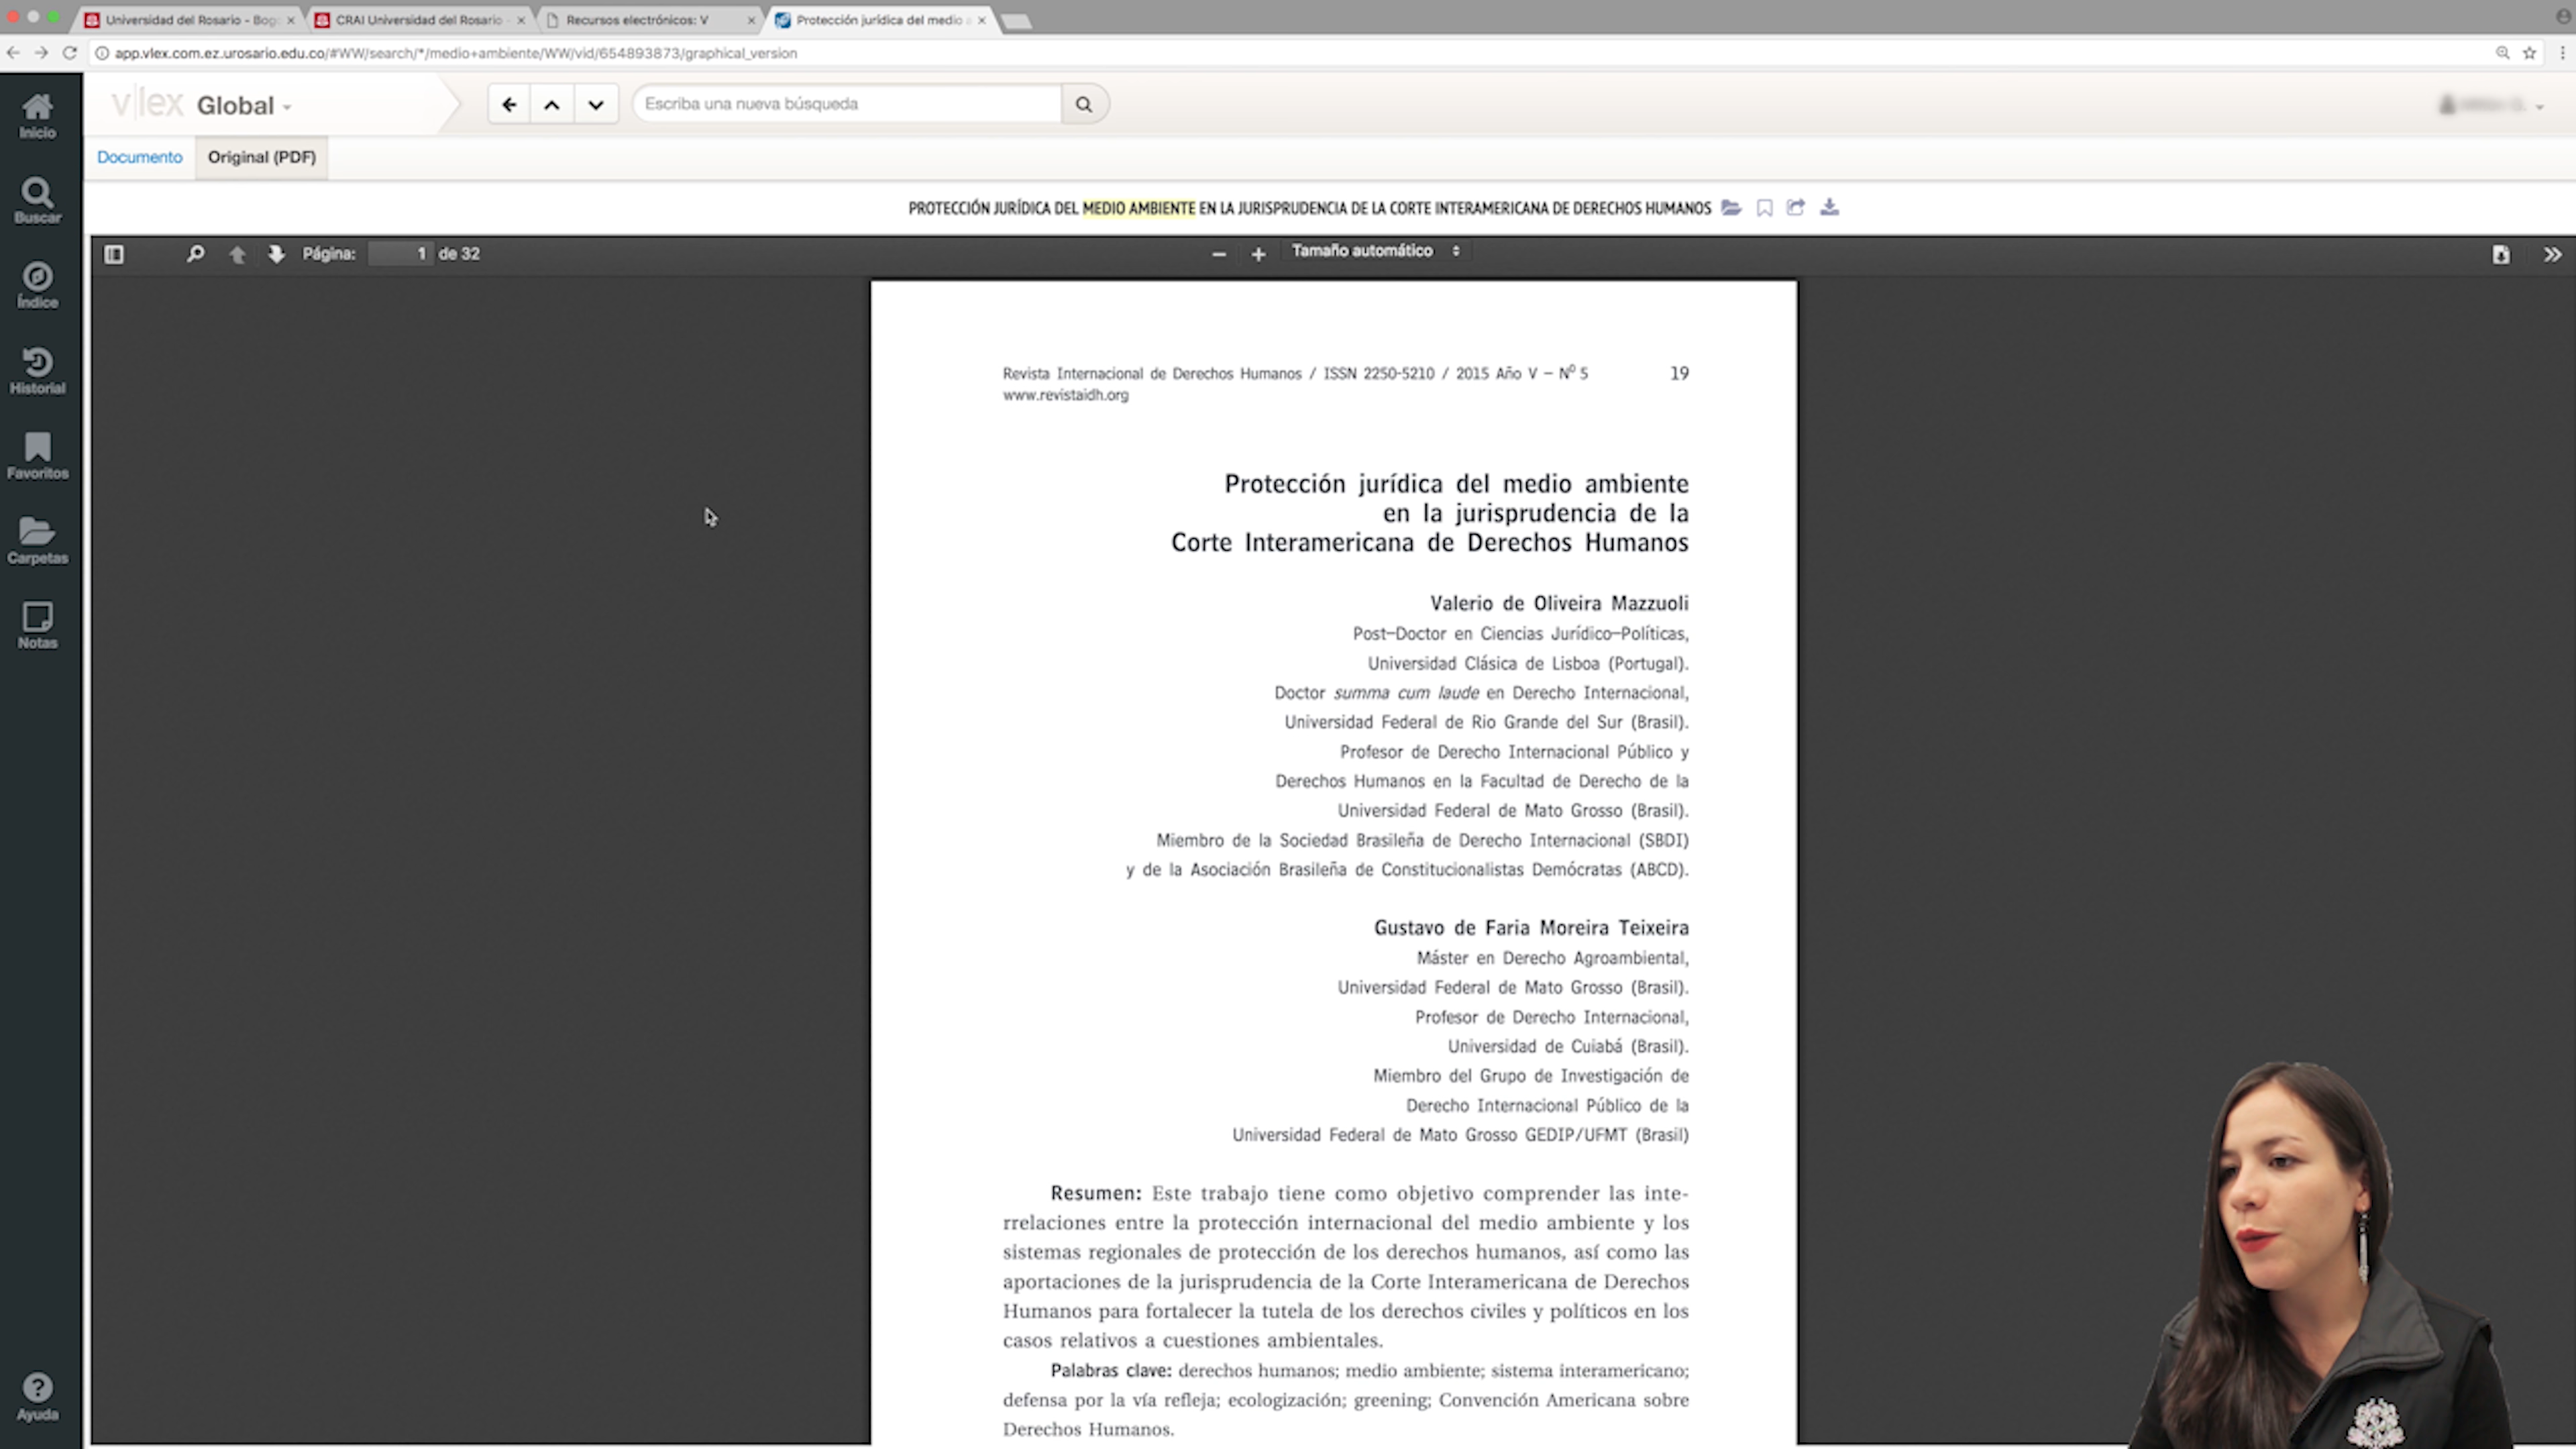 Universidad del Rosario - Bog
CRAI Universidad del Rosario -
Recursos electrónicos: V
Protección jurídica del medio a
app.vlex.com.ez.urosario.edu.co/#WW/search/*/medio+ambiente/WW/vid/654893873/graphical_version
v|lex Global
Escriba una nueva búsqueda
Inicio
Buscar
Índice
Historial
Favoritos
Carpetas
Notas
Ayuda
Documento
Original (PDF)
PROTECCIÓN JURÍDICA DEL MEDIO AMBIENTE EN LA JURISPRUDENCIA DE LA CORTE INTERAMERICANA DE DERECHOS HUMANOS
Página: 1 de 32
Tamaño automático
Revista Internacional de Derechos Humanos / ISSN 2250-5210 / 2015 Año V – Nº 5 19
www.revistaidh.org
Protección jurídica del medio ambiente
en la jurisprudencia de la
Corte Interamericana de Derechos Humanos
Valerio de Oliveira Mazzuoli
Post–Doctor en Ciencias Jurídico–Políticas,
Universidad Clásica de Lisboa (Portugal).
Doctor summa cum laude en Derecho Internacional,
Universidad Federal de Rio Grande del Sur (Brasil).
Profesor de Derecho Internacional Público y
Derechos Humanos en la Facultad de Derecho de la
Universidad Federal de Mato Grosso (Brasil).
Miembro de la Sociedad Brasileña de Derecho Internacional (SBDI)
y de la Asociación Brasileña de Constitucionalistas Demócratas (ABCD).
Gustavo de Faria Moreira Teixeira
Máster en Derecho Agroambiental,
Universidad Federal de Mato Grosso (Brasil).
Profesor de Derecho Internacional,
Universidad de Cuiabá (Brasil).
Miembro del Grupo de Investigación de
Derecho Internacional Público de la
Universidad Federal de Mato Grosso GEDIP/UFMT (Brasil)
Resumen: Este trabajo tiene como objetivo comprender las inte-
rrelaciones entre la protección internacional del medio ambiente y los
sistemas regionales de protección de los derechos humanos, así como las
aportaciones de la jurisprudencia de la Corte Interamericana de Derechos
Humanos para fortalecer la tutela de los derechos civiles y políticos en los
casos relativos a cuestiones ambientales.
Palabras clave: derechos humanos; medio ambiente; sistema interamericano;
defensa por la vía refleja; ecologización; greening; Convención Americana sobre
Derechos Humanos.